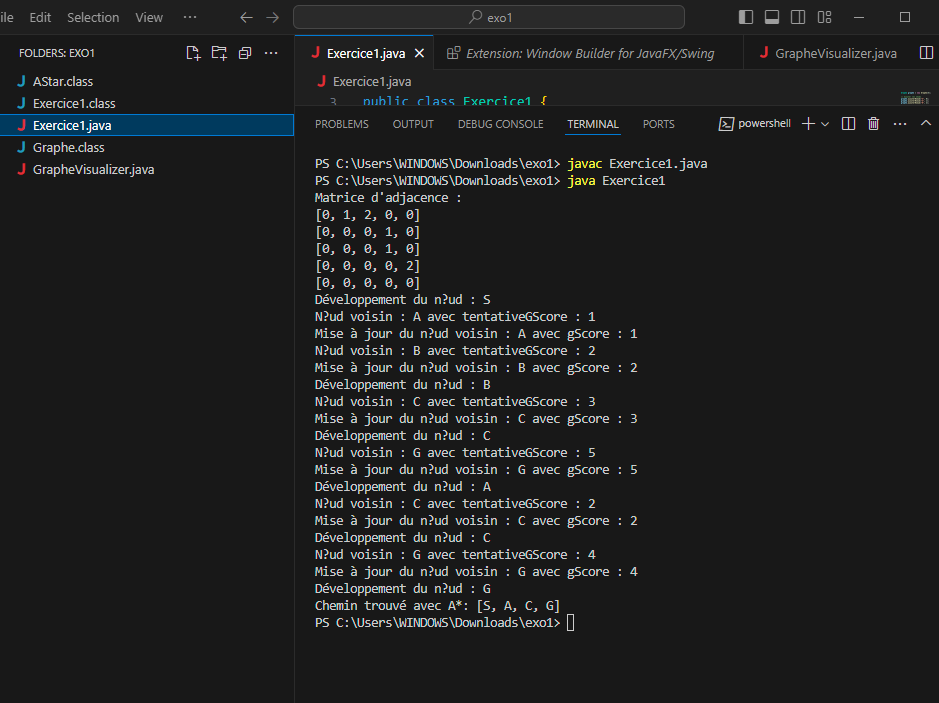 ile Edit Selection View ··· exo1
FOLDERS: EXO1
AStar.class
Exercice1.class
Exercice1.java
Graphe.class
GrapheVisualizer.java
Exercice1.java Extension: Window Builder for JavaFX/Swing GrapheVisualizer.java
Exercice1.java
3 public class Exercice1 {
PROBLEMS OUTPUT DEBUG CONSOLE TERMINAL PORTS powershell
PS C:\Users\WINDOWS\Downloads\exo1> javac Exercice1.java
PS C:\Users\WINDOWS\Downloads\exo1> java Exercice1
Matrice d'adjacence :
[0, 1, 2, 0, 0]
[0, 0, 0, 1, 0]
[0, 0, 0, 1, 0]
[0, 0, 0, 0, 2]
[0, 0, 0, 0, 0]
Développement du n?ud : S
N?ud voisin : A avec tentativeGScore : 1
Mise à jour du n?ud voisin : A avec gScore : 1
N?ud voisin : B avec tentativeGScore : 2
Mise à jour du n?ud voisin : B avec gScore : 2
Développement du n?ud : B
N?ud voisin : C avec tentativeGScore : 3
Mise à jour du n?ud voisin : C avec gScore : 3
Développement du n?ud : C
N?ud voisin : G avec tentativeGScore : 5
Mise à jour du n?ud voisin : G avec gScore : 5
Développement du n?ud : A
N?ud voisin : C avec tentativeGScore : 2
Mise à jour du n?ud voisin : C avec gScore : 2
Développement du n?ud : C
N?ud voisin : G avec tentativeGScore : 4
Mise à jour du n?ud voisin : G avec gScore : 4
Développement du n?ud : G
Chemin trouvé avec A*: [S, A, C, G]
PS C:\Users\WINDOWS\Downloads\exo1>